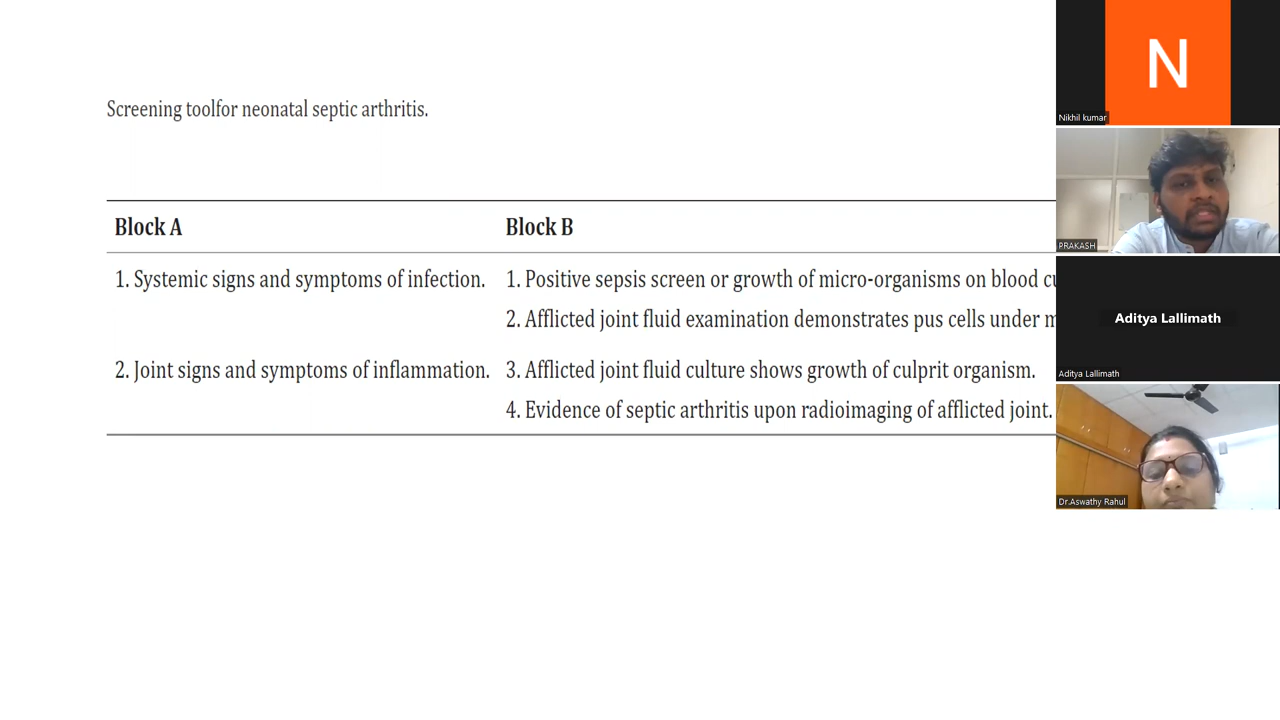 Screening toolfor neonatal septic arthritis.
Block A
Block B
1. Systemic signs and symptoms of infection.
1. Positive sepsis screen or growth of micro-organisms on blood
2. Afflicted joint fluid examination demonstrates pus cells under
2. Joint signs and symptoms of inflammation.
3. Afflicted joint fluid culture shows growth of culprit organism.
4. Evidence of septic arthritis upon radioimaging of afflicted joint.
N
Nikhil kumar
PRAKASH
Aditya Lallimath
Aditya Lallimath
Dr.Aswathy Rahul